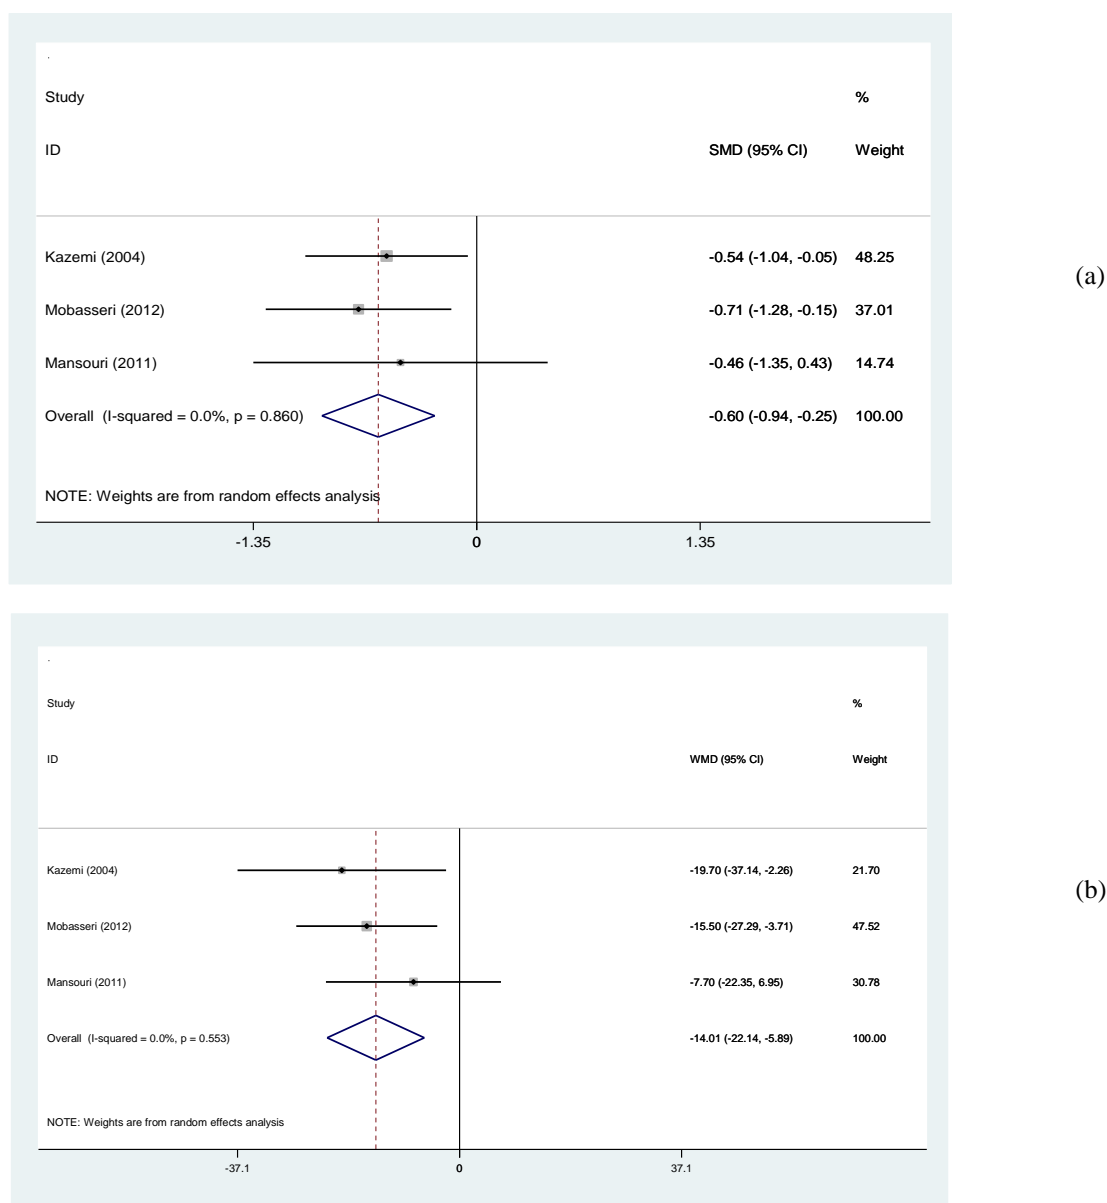 Study %
ID SMD (95% CI) Weight
Kazemi (2004) -0.54 (-1.04, -0.05) 48.25
Mobasseri (2012) -0.71 (-1.28, -0.15) 37.01
Mansouri (2011) -0.46 (-1.35, 0.43) 14.74
Overall (I-squared = 0.0%, p = 0.860) -0.60 (-0.94, -0.25) 100.00
NOTE: Weights are from random effects analysis
-1.35 0 1.35
(a)
Study %
ID WMD (95% CI) Weight
Kazemi (2004) -19.70 (-37.14, -2.26) 21.70
Mobasseri (2012) -15.50 (-27.29, -3.71) 47.52
Mansouri (2011) -7.70 (-22.35, 6.95) 30.78
Overall (I-squared = 0.0%, p = 0.553) -14.01 (-22.14, -5.89) 100.00
NOTE: Weights are from random effects analysis
-37.1 0 37.1
(b)